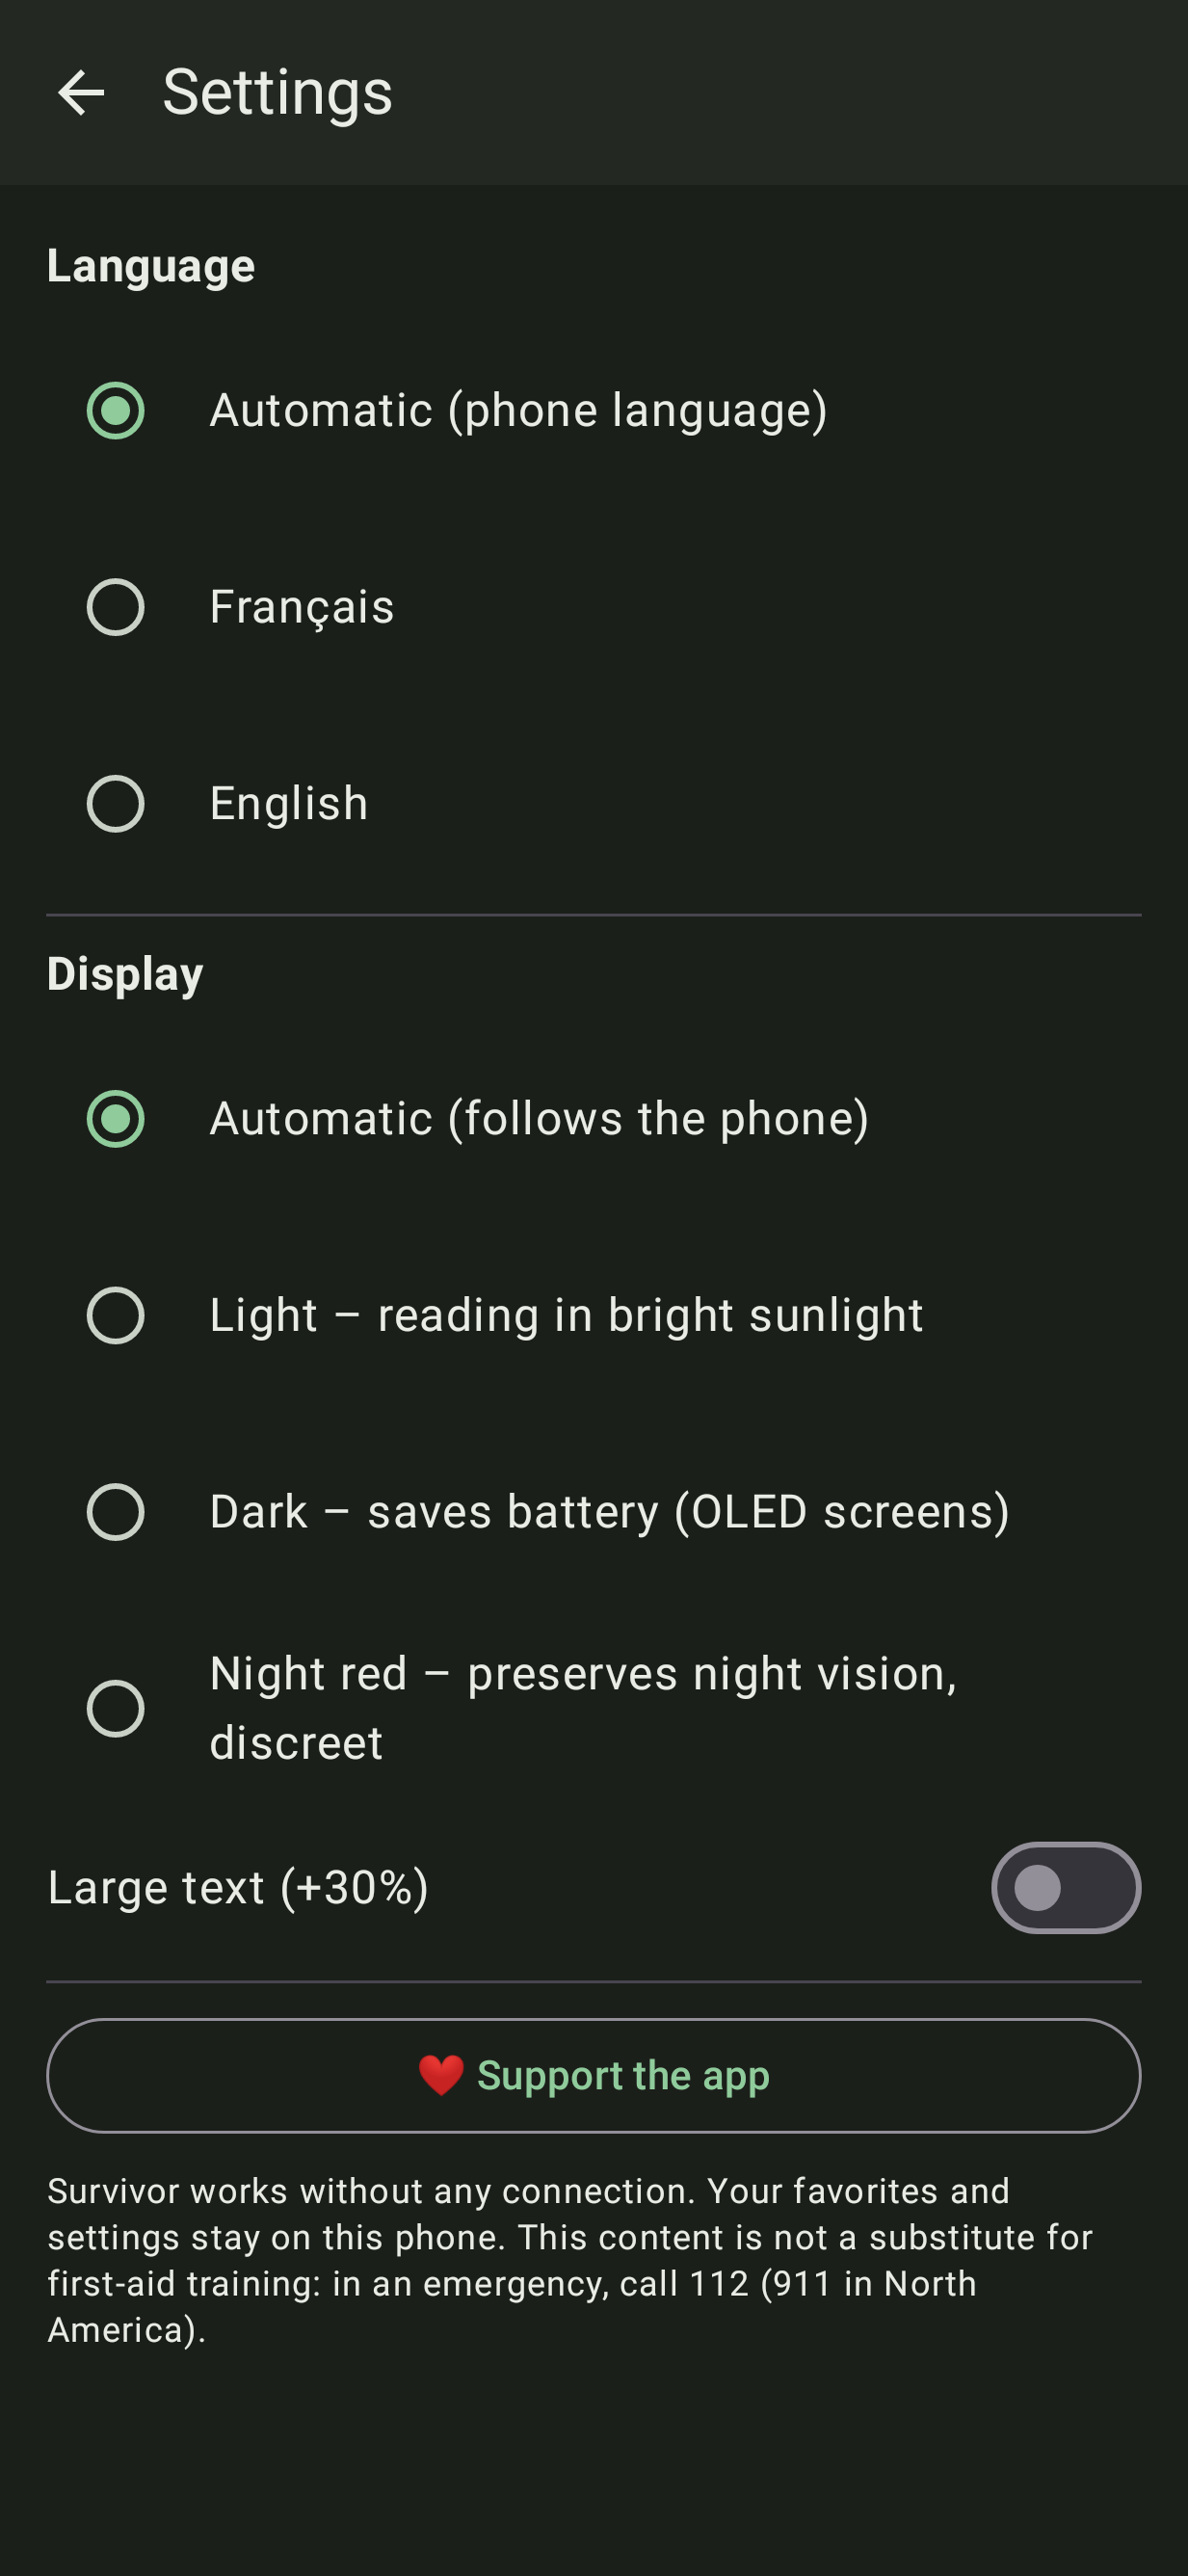 Settings
Language
Automatic (phone language)
Français
English
Display
Automatic (follows the phone)
Light – reading in bright sunlight
Dark – saves battery (OLED screens)
Night red – preserves night vision,
discreet
Large text (+30%)
❤️ Support the app
Survivor works without any connection. Your favorites and
settings stay on this phone. This content is not a substitute for
first-aid training: in an emergency, call 112 (911 in North
America).